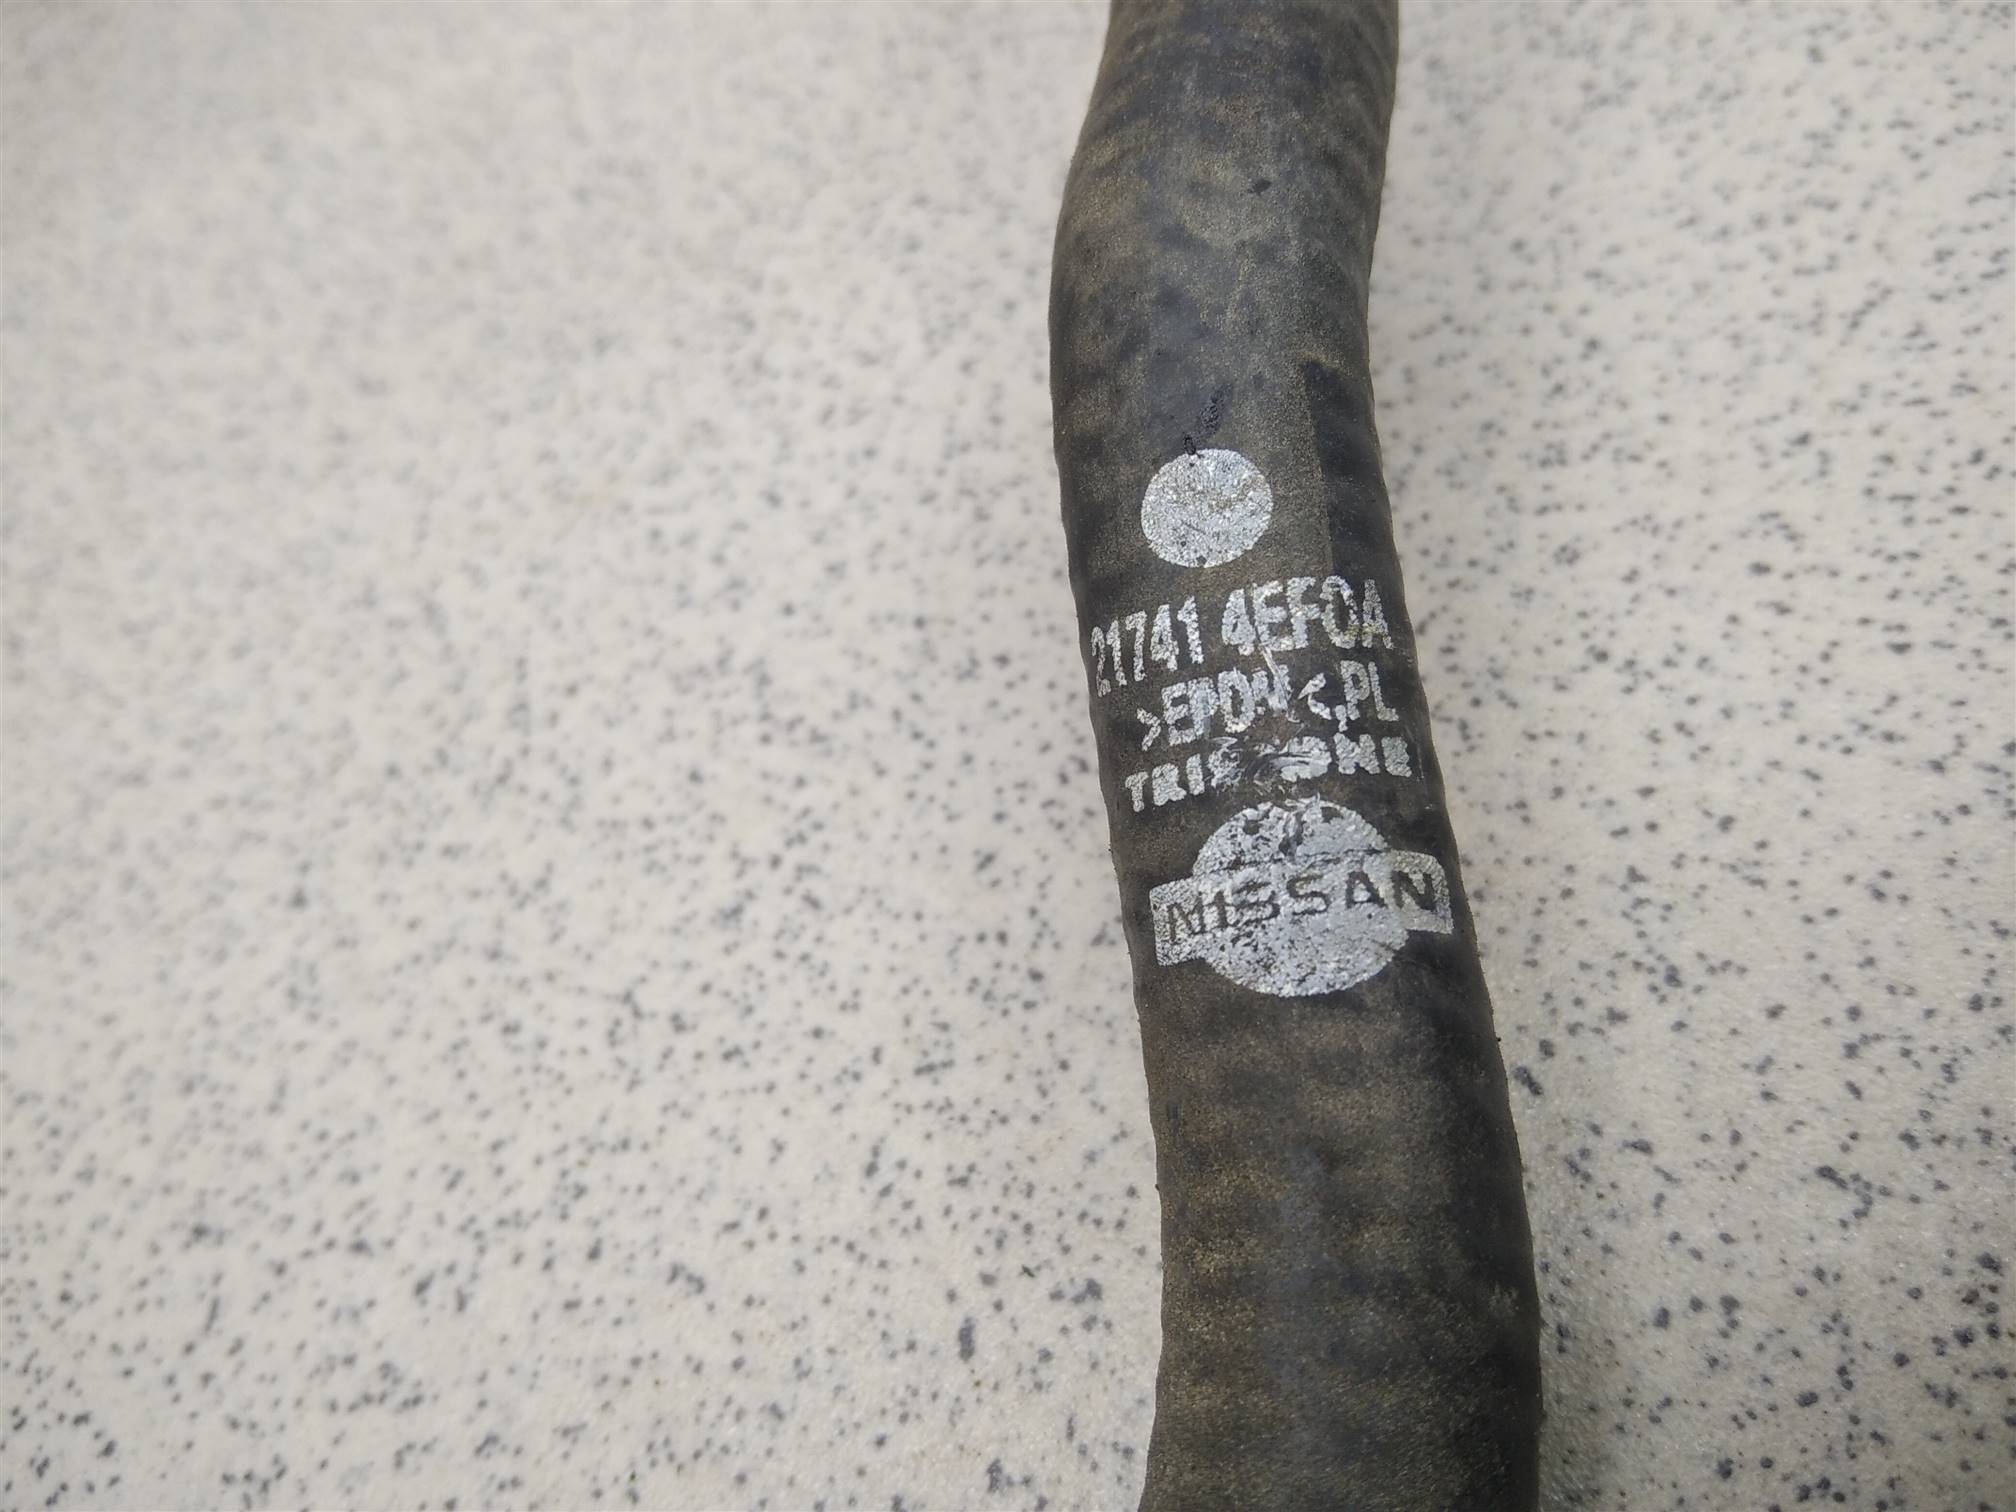 21741 4EF0A
>EPDM<,PL
NISSAN